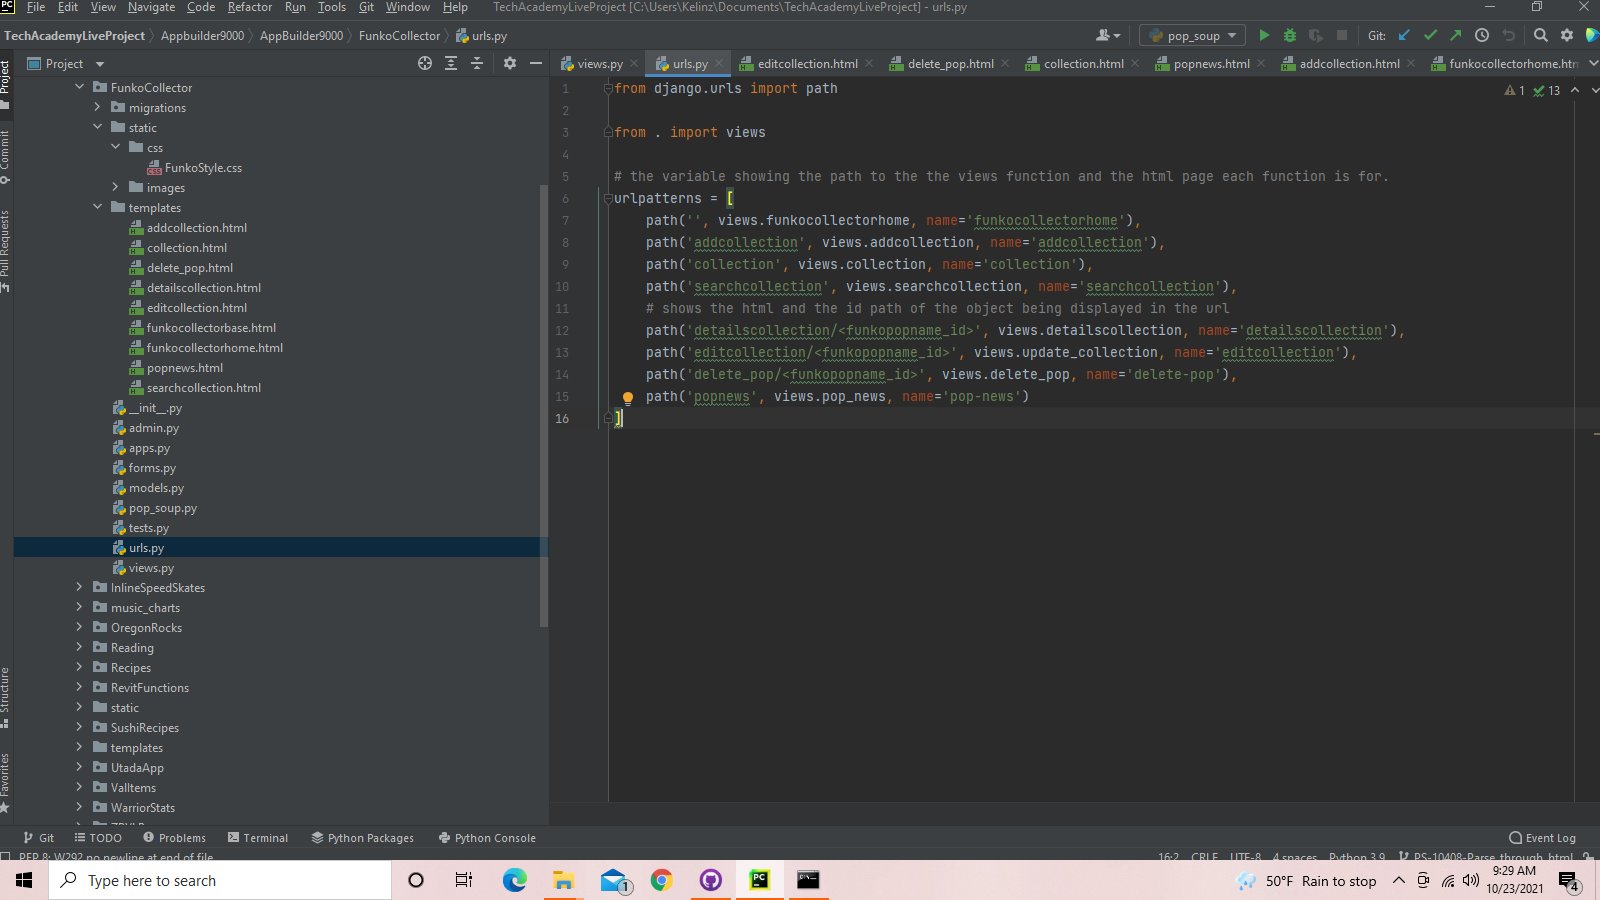 PC File Edit View Navigate Code Refactor Run Tools Git Window Help TechAcademyLiveProject [C:\Users\Kelinz\Documents\TechAcademyLiveProject] - urls.py
TechAcademyLiveProject Appbuilder9000 AppBuilder9000 FunkoCollector urls.py pop_soup Git:
Project views.py urls.py editcollection.html delete_pop.html collection.html popnews.html addcollection.html funkocollectorhome.htm
Project
Commit
Pull Requests
Structure
Favorites
FunkoCollector
migrations
static
css
FunkoStyle.css
images
templates
addcollection.html
collection.html
delete_pop.html
detailscollection.html
editcollection.html
funkocollectorbase.html
funkocollectorhome.html
popnews.html
searchcollection.html
__init__.py
admin.py
apps.py
forms.py
models.py
pop_soup.py
tests.py
urls.py
views.py
InlineSpeedSkates
music_charts
OregonRocks
Reading
Recipes
RevitFunctions
static
SushiRecipes
templates
UtadaApp
ValItems
WarriorStats
1 from django.urls import path
1 13
2
3 from . import views
4
5 # the variable showing the path to the the views function and the html page each function is for.
6 urlpatterns = [
7 path('', views.funkocollectorhome, name='funkocollectorhome'),
8 path('addcollection', views.addcollection, name='addcollection'),
9 path('collection', views.collection, name='collection'),
10 path('searchcollection', views.searchcollection, name='searchcollection'),
11 # shows the html and the id path of the object being displayed in the url
12 path('detailscollection/<funkopopname_id>', views.detailscollection, name='detailscollection'),
13 path('editcollection/<funkopopname_id>', views.update_collection, name='editcollection'),
14 path('delete_pop/<funkopopname_id>', views.delete_pop, name='delete-pop'),
15 path('popnews', views.pop_news, name='pop-news')
16 ]
Git TODO Problems Terminal Python Packages Python Console Event Log
PEP 8: W292 no newline at end of file 16:2 CRLF UTF-8 4 spaces Python 3.9 PS-10408-Parse_through_html
Type here to search 1 PC 50°F Rain to stop 9:29 AM
10/23/2021 4